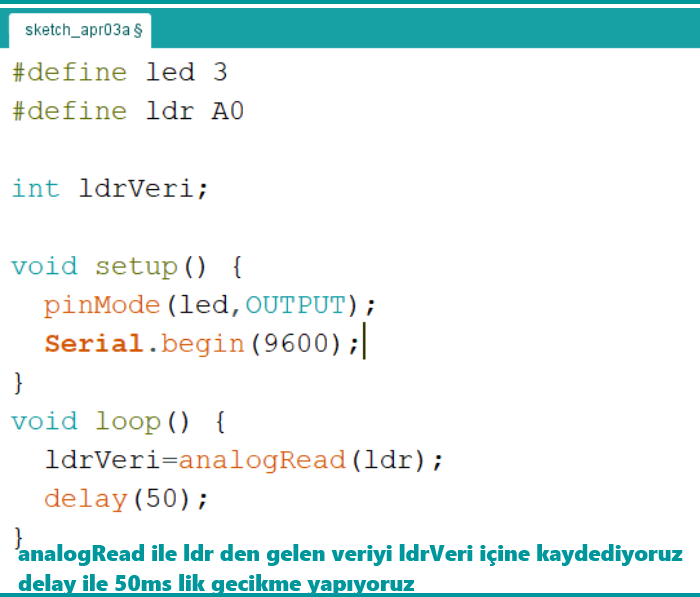 sketch_apr03a §
#define led 3
#define ldr A0
int ldrVeri;
void setup() {
pinMode(led,OUTPUT);
Serial.begin(9600);
}
void loop() {
ldrVeri=analogRead(ldr);
delay(50);
}
analogRead ile ldr den gelen veriyi ldrVeri içine kaydediyoruz
delay ile 50ms lik gecikme yapıyoruz